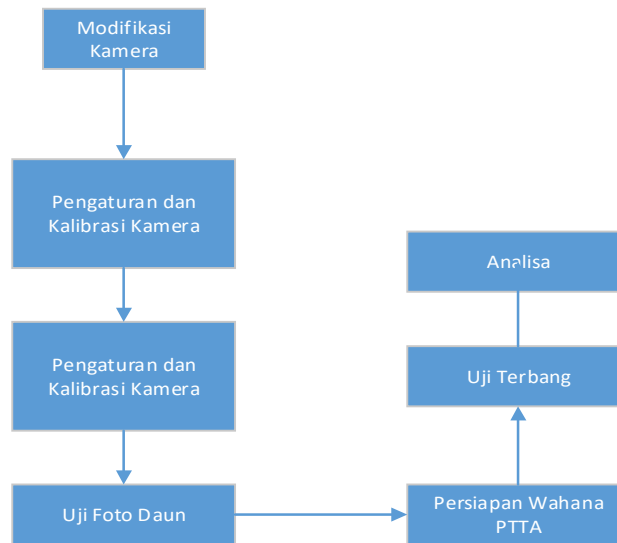 Modifikasi
Kamera
Pengaturan dan
Kalibrasi Kamera
Pengaturan dan
Kalibrasi Kamera
Uji Foto Daun
Persiapan Wahana
PTTA
Uji Terbang
Analisa